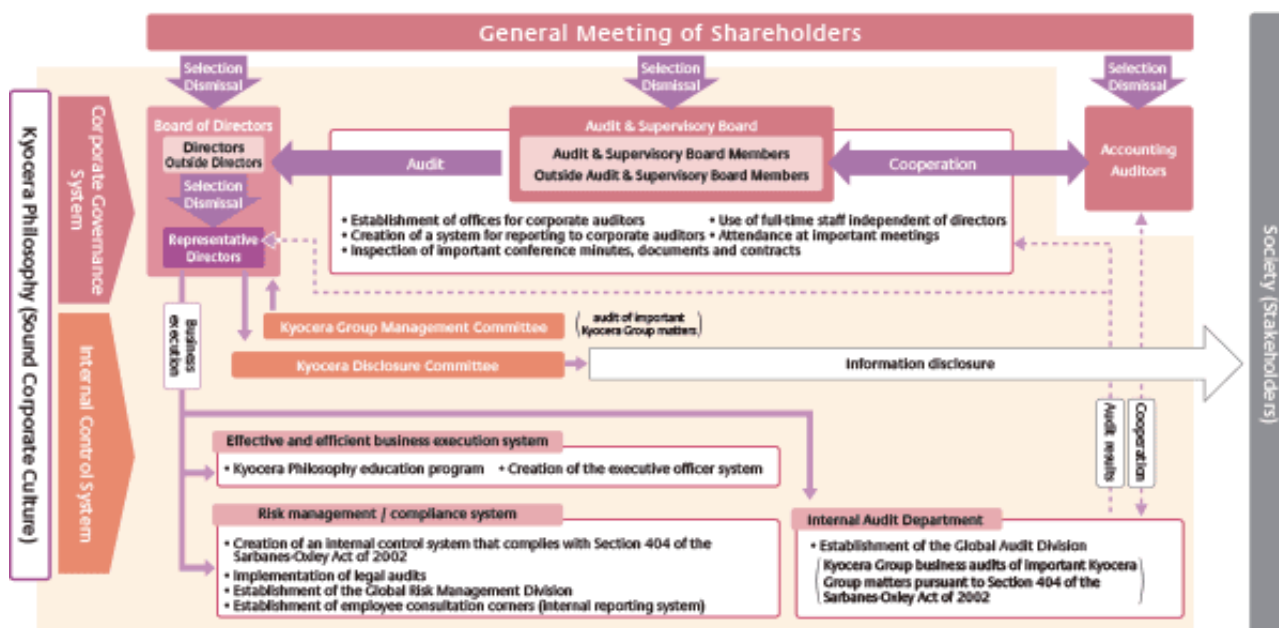 General Meeting of Shareholders
Selection
Dismissal
Selection
Dismissal
Selection
Dismissal
Kyocera Philosophy (Sound Corporate Culture)
Corporate Governance
System
Board of Directors
Directors
Outside Directors
Selection
Dismissal
Representative
Directors
Audit
Audit & Supervisory Board
Audit & Supervisory Board Members
Outside Audit & Supervisory Board Members
Cooperation
Accounting
Auditors
• Establishment of offices for corporate auditors
• Use of full-time staff independent of directors
• Creation of a system for reporting to corporate auditors
• Attendance at important meetings
• Inspection of important conference minutes, documents and contracts
Society (Stakeholders)
Internal Control System
Business
execution
Kyocera Group Management Committee
(audit of important
Kyocera Group matters)
Kyocera Disclosure Committee
Information disclosure
Audit results
Cooperation
Effective and efficient business execution system
• Kyocera Philosophy education program • Creation of the executive officer system
Risk management / compliance system
• Creation of an internal control system that complies with Section 404 of the
Sarbanes-Oxley Act of 2002
• Implementation of legal audits
• Establishment of the Global Risk Management Division
• Establishment of employee consultation corners (internal reporting system)
Internal Audit Department
• Establishment of the Global Audit Division
(Kyocera Group business audits of important Kyocera
Group matters pursuant to Section 404 of the
Sarbanes-Oxley Act of 2002)